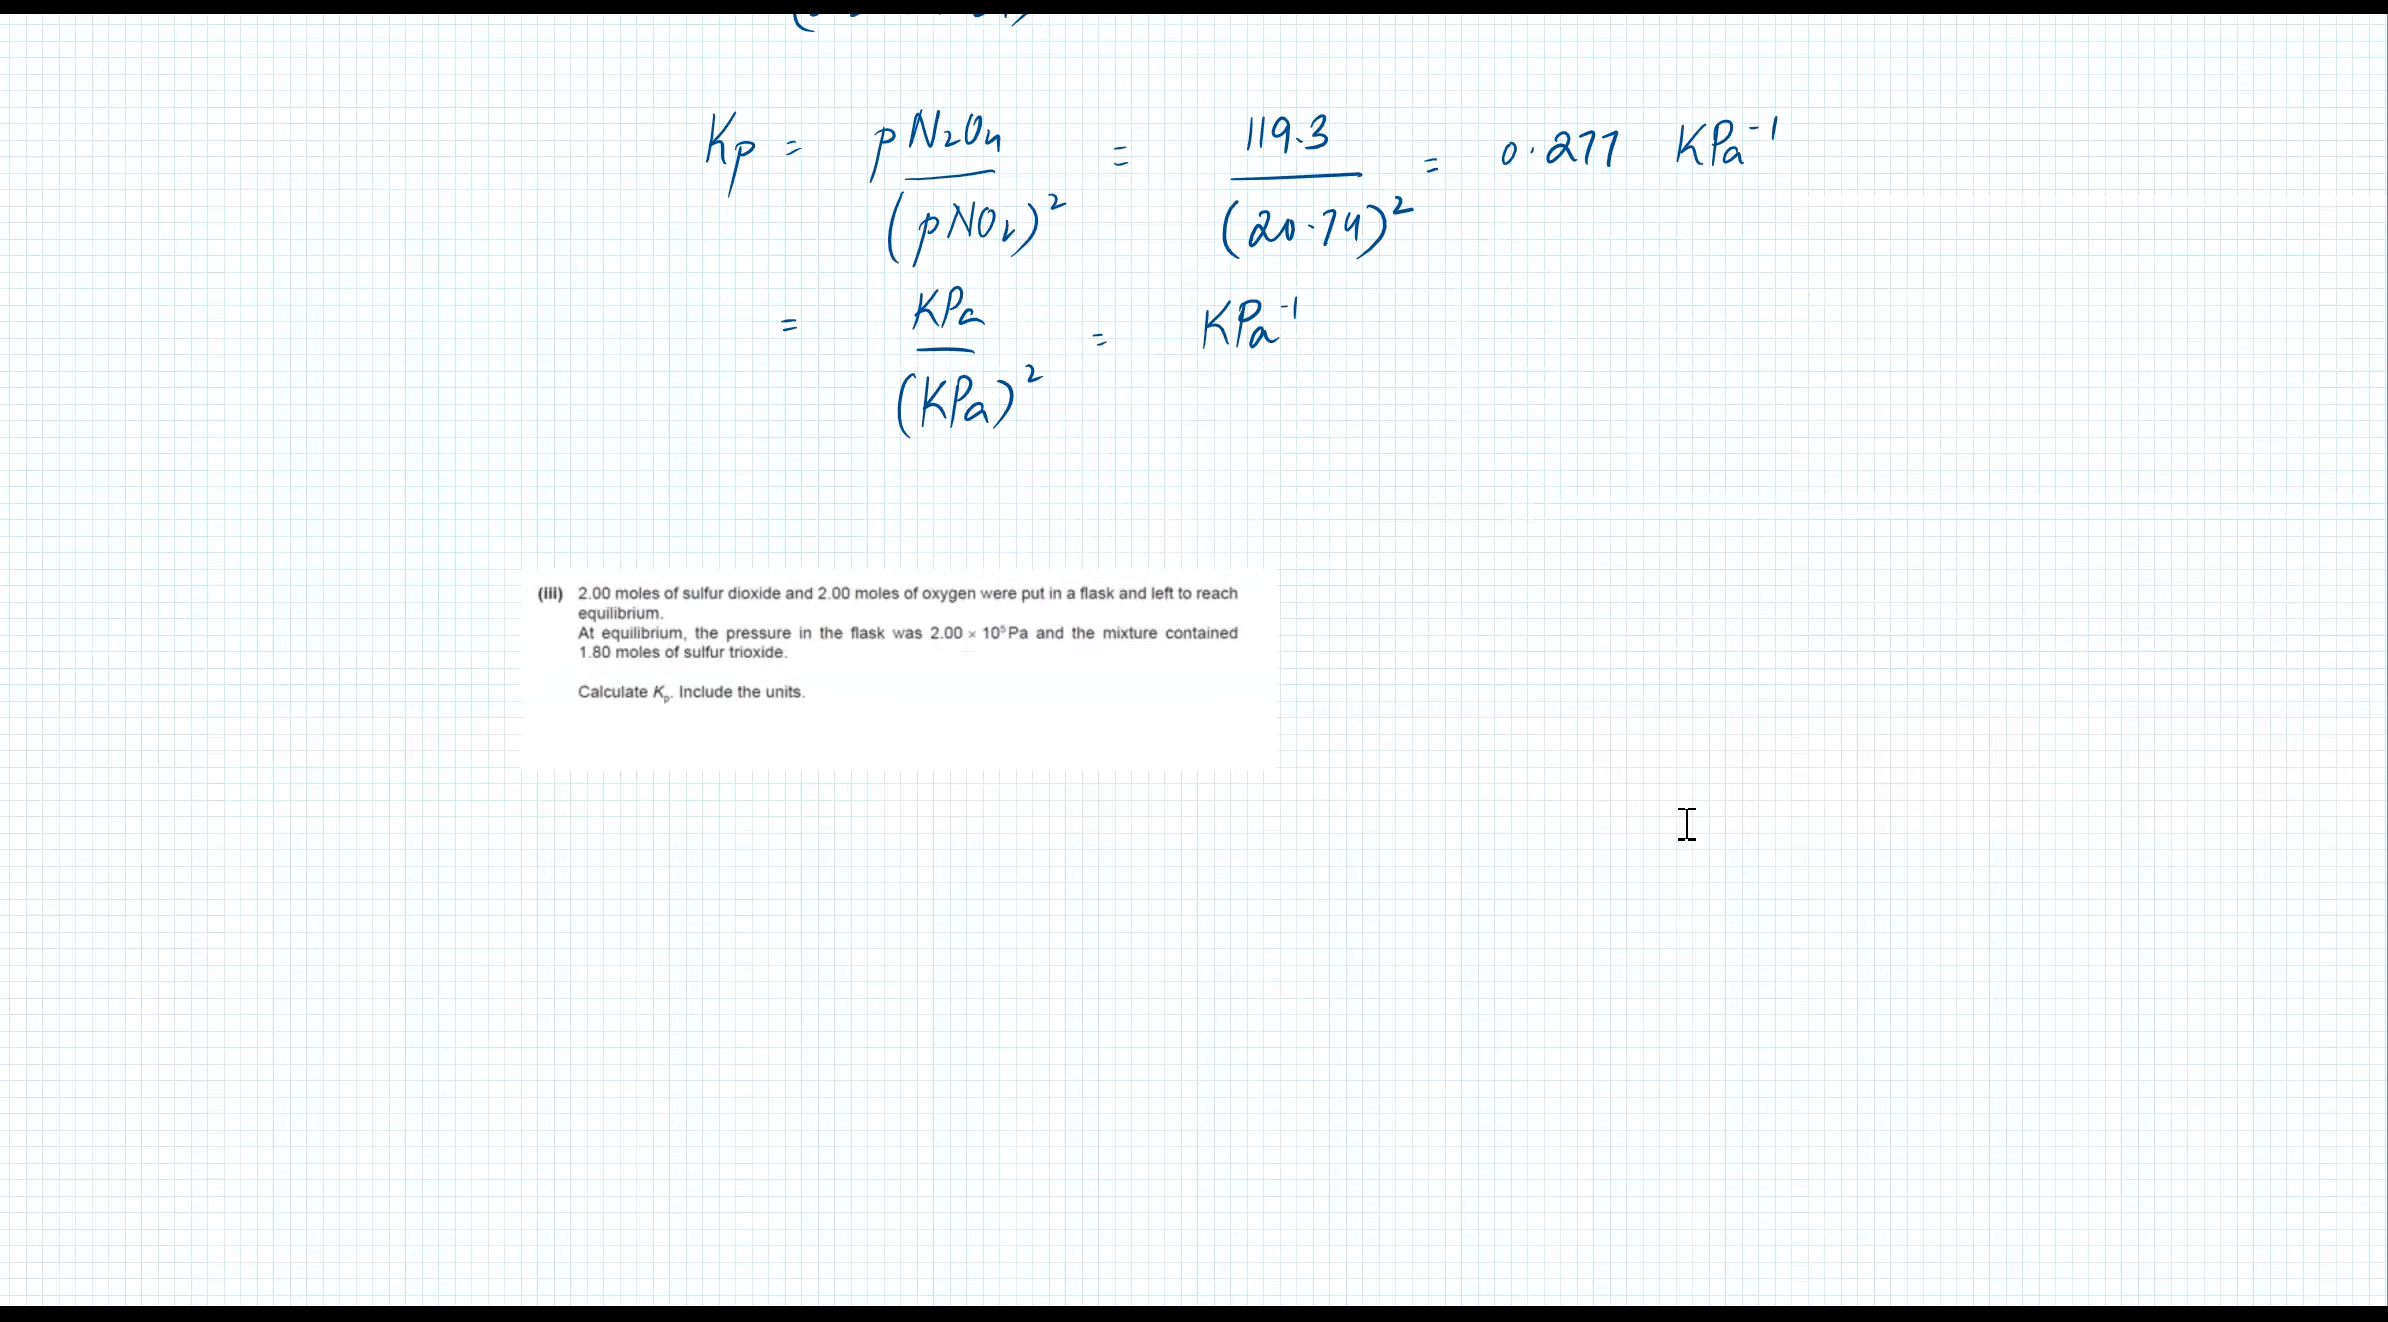 Kp = pN₂O₄ / (pNO₂)² = 119.3 / (20.74)² = 0.277 KPa⁻¹
= KPa / (KPa)² = KPa⁻¹
(iii) 2.00 moles of sulfur dioxide and 2.00 moles of oxygen were put in a flask and left to reach
equilibrium.
At equilibrium, the pressure in the flask was 2.00 × 10⁵ Pa and the mixture contained
1.80 moles of sulfur trioxide.
Calculate Kₚ. Include the units.